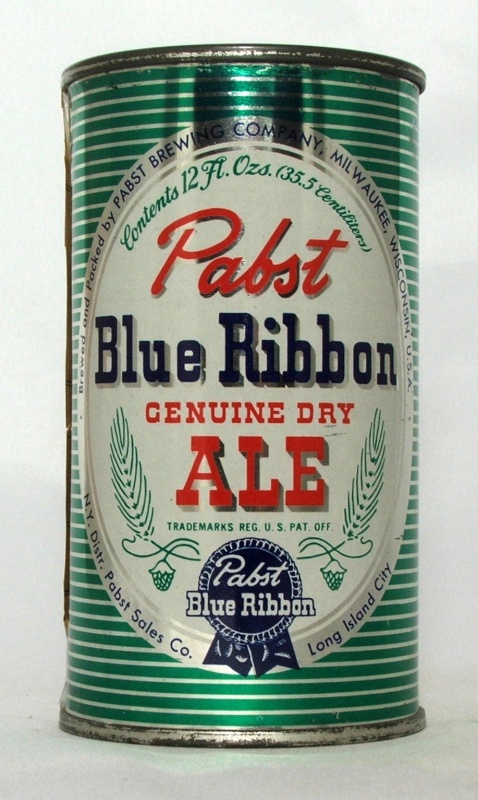 Brewed and Packed by PABST BREWING COMPANY, MILWAUKEE, WISCONSIN, U.S.A.
Contents 12 Fl. Ozs. (35.5 Centiliters)
Pabst
Blue Ribbon
GENUINE DRY
ALE
TRADEMARKS REG. U.S. PAT. OFF.
Pabst
Blue Ribbon
N.Y. Distr. Pabst Sales Co.
Long Island City